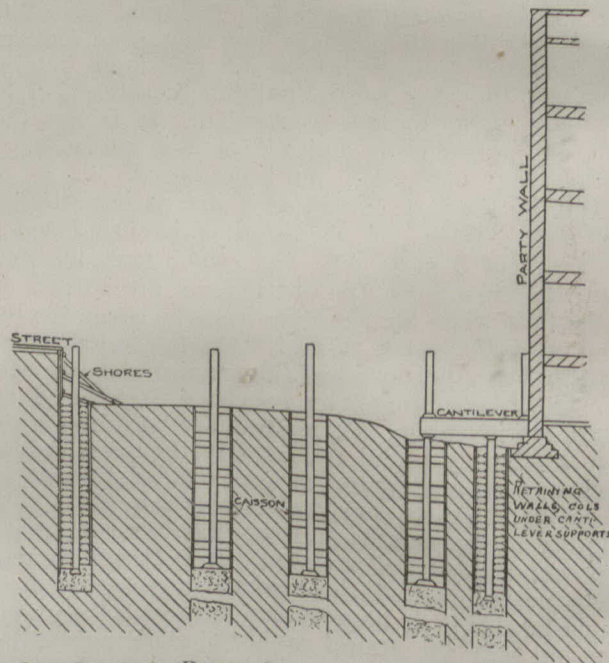 STREET
SHORES
PARTY WALL
CANTILEVER
CAISSON
RETAINING
WALLS, COLS
UNDER CANTI-
LEVER SUPPORTS